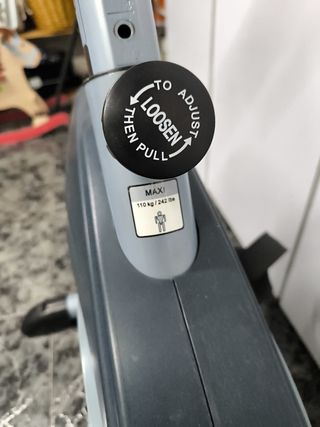 TO ADJUST
LOOSEN
THEN PULL
MAX!
110 kg / 242 lbs